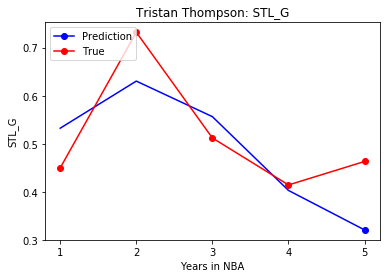 Tristan Thompson: STL_G
Prediction
True
STL_G
0.7
0.6
0.5
0.4
0.3
1 2 3 4 5
Years in NBA